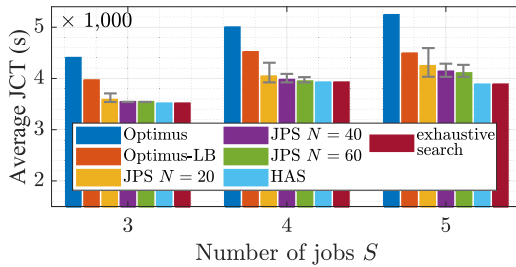 × 1,000
5
4
3
2
Average JCT (s)
Optimus
Optimus-LB
JPS N = 20
JPS N = 40
JPS N = 60
HAS
exhaustive
search
3 4 5
Number of jobs S